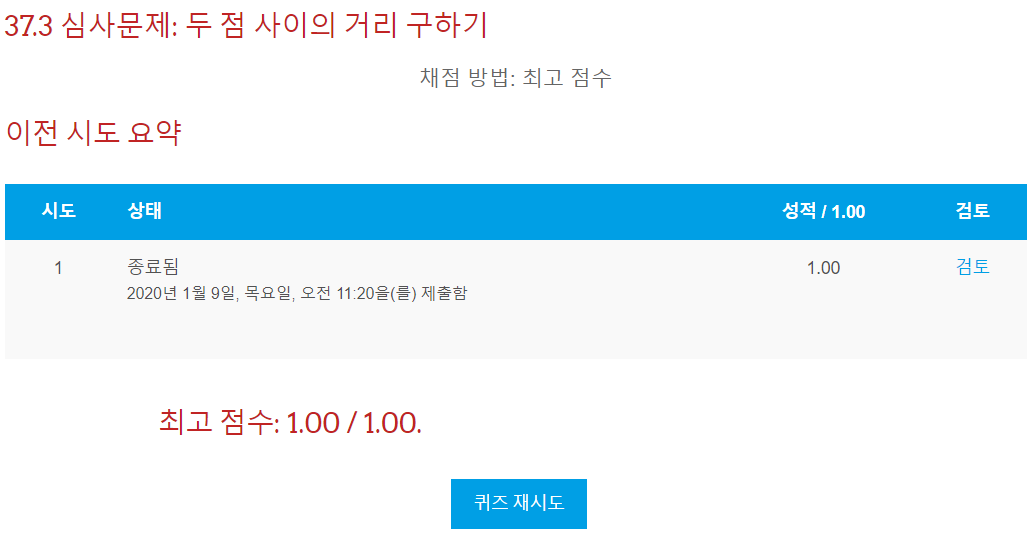 37.3 심사문제: 두 점 사이의 거리 구하기
채점 방법: 최고 점수
이전 시도 요약
시도 상태 성적 / 1.00 검토
1 종료됨 1.00 검토
2020년 1월 9일, 목요일, 오전 11:20을(를) 제출함
최고 점수: 1.00 / 1.00.
퀴즈 재시도